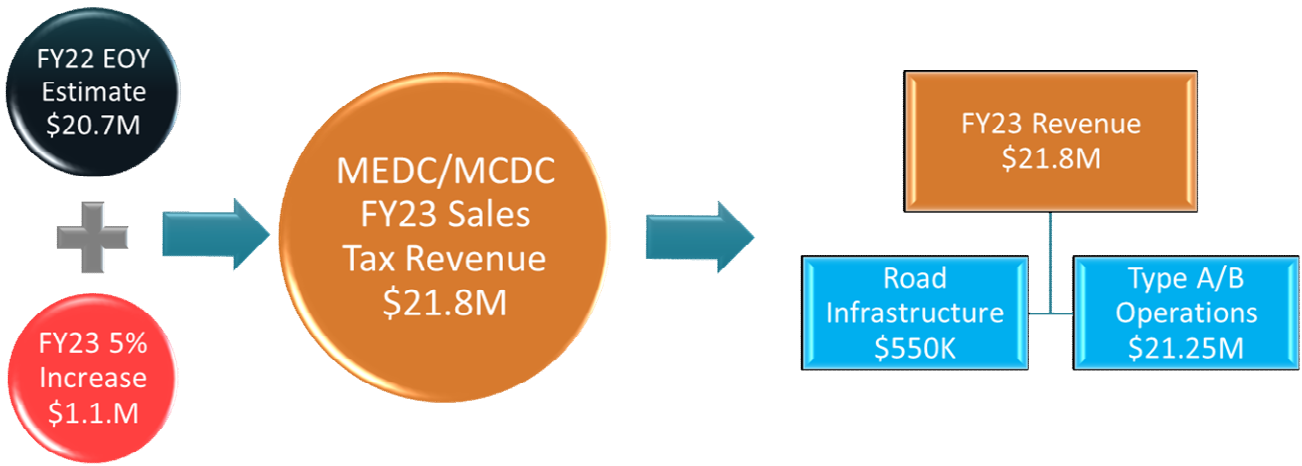 FY22 EOY
Estimate
$20.7M
FY23 5%
Increase
$1.1.M
MEDC/MCDC
FY23 Sales
Tax Revenue
$21.8M
FY23 Revenue
$21.8M
Road
Infrastructure
$550K
Type A/B
Operations
$21.25M